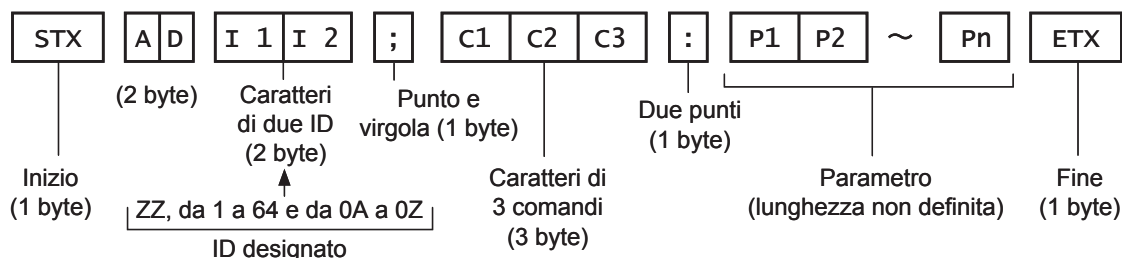 STX A D I 1 I 2 ; C1 C2 C3 : P1 P2 ~ Pn ETX
(2 byte)
Caratteri
di due ID
(2 byte)
Punto e
virgola (1 byte)
Due punti
(1 byte)
Inizio
(1 byte)
ZZ, da 1 a 64 e da 0A a 0Z
ID designato
Caratteri di
3 comandi
(3 byte)
Parametro
(lunghezza non definita)
Fine
(1 byte)